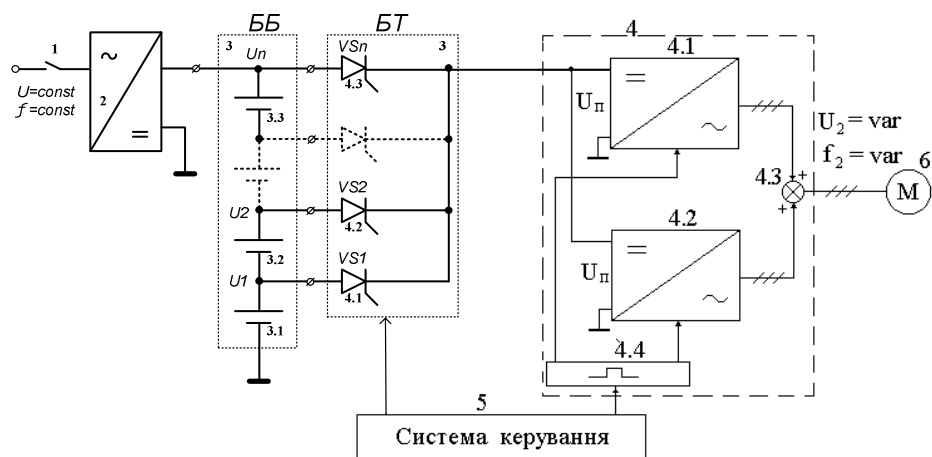 ББ
БТ
1
U=const
f=const
2
3
Un
3.3
U2
3.2
U1
3.1
VSn
4.3
3
VS2
4.2
VS1
4.1
4
4.1
Uп
4.2
Uп
4.3
+
+
4.4
U2 = var
f2 = var
6
М
5
Система керування